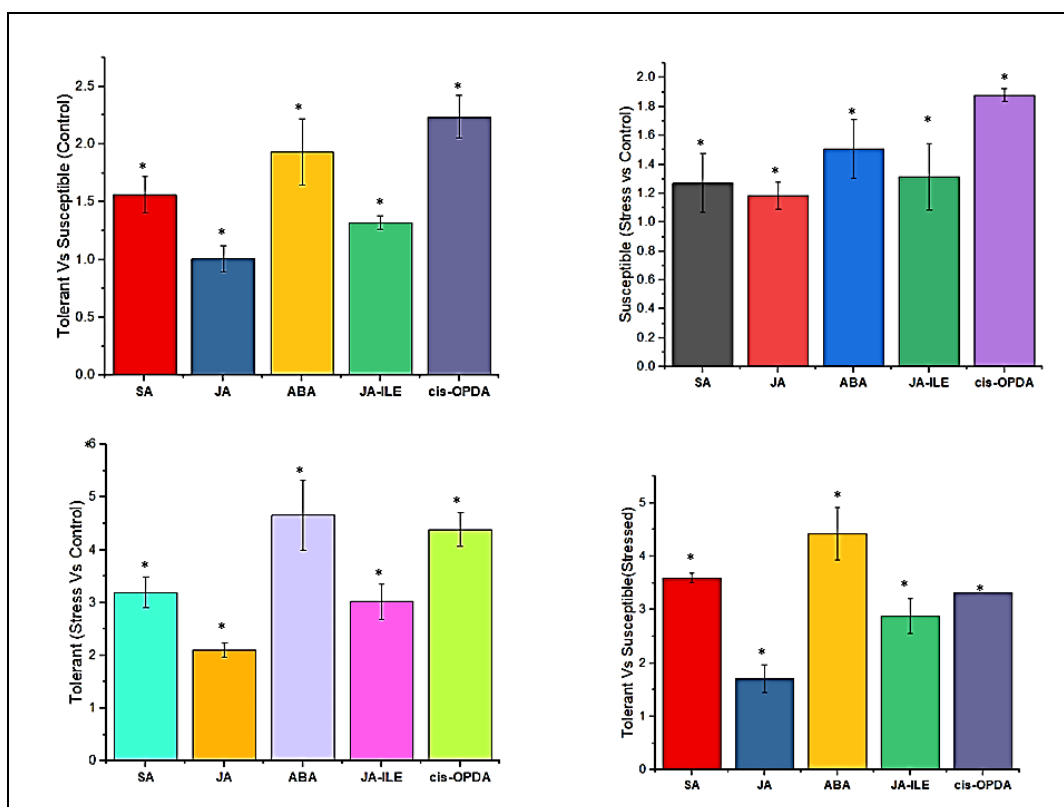 Tolerant Vs Susceptible (Control)
2.5
2.0
1.5
1.0
0.5
0.0
* * * * *
SA JA ABA JA-ILE cis-OPDA
Susceptible (Stress vs Control)
2.0
1.8
1.6
1.4
1.2
1.0
0.8
0.6
0.4
0.2
0.0
* * * * *
SA JA ABA JA-ILE cis-OPDA
Tolerant (Stress Vs Control)
*6
5
4
3
2
1
0
* * * * *
SA JA ABA JA-ILE cis-OPDA
Tolerant Vs Susceptible(Stressed)
5
4
3
2
1
0
* * * * *
SA JA ABA JA-ILE cis-OPDA